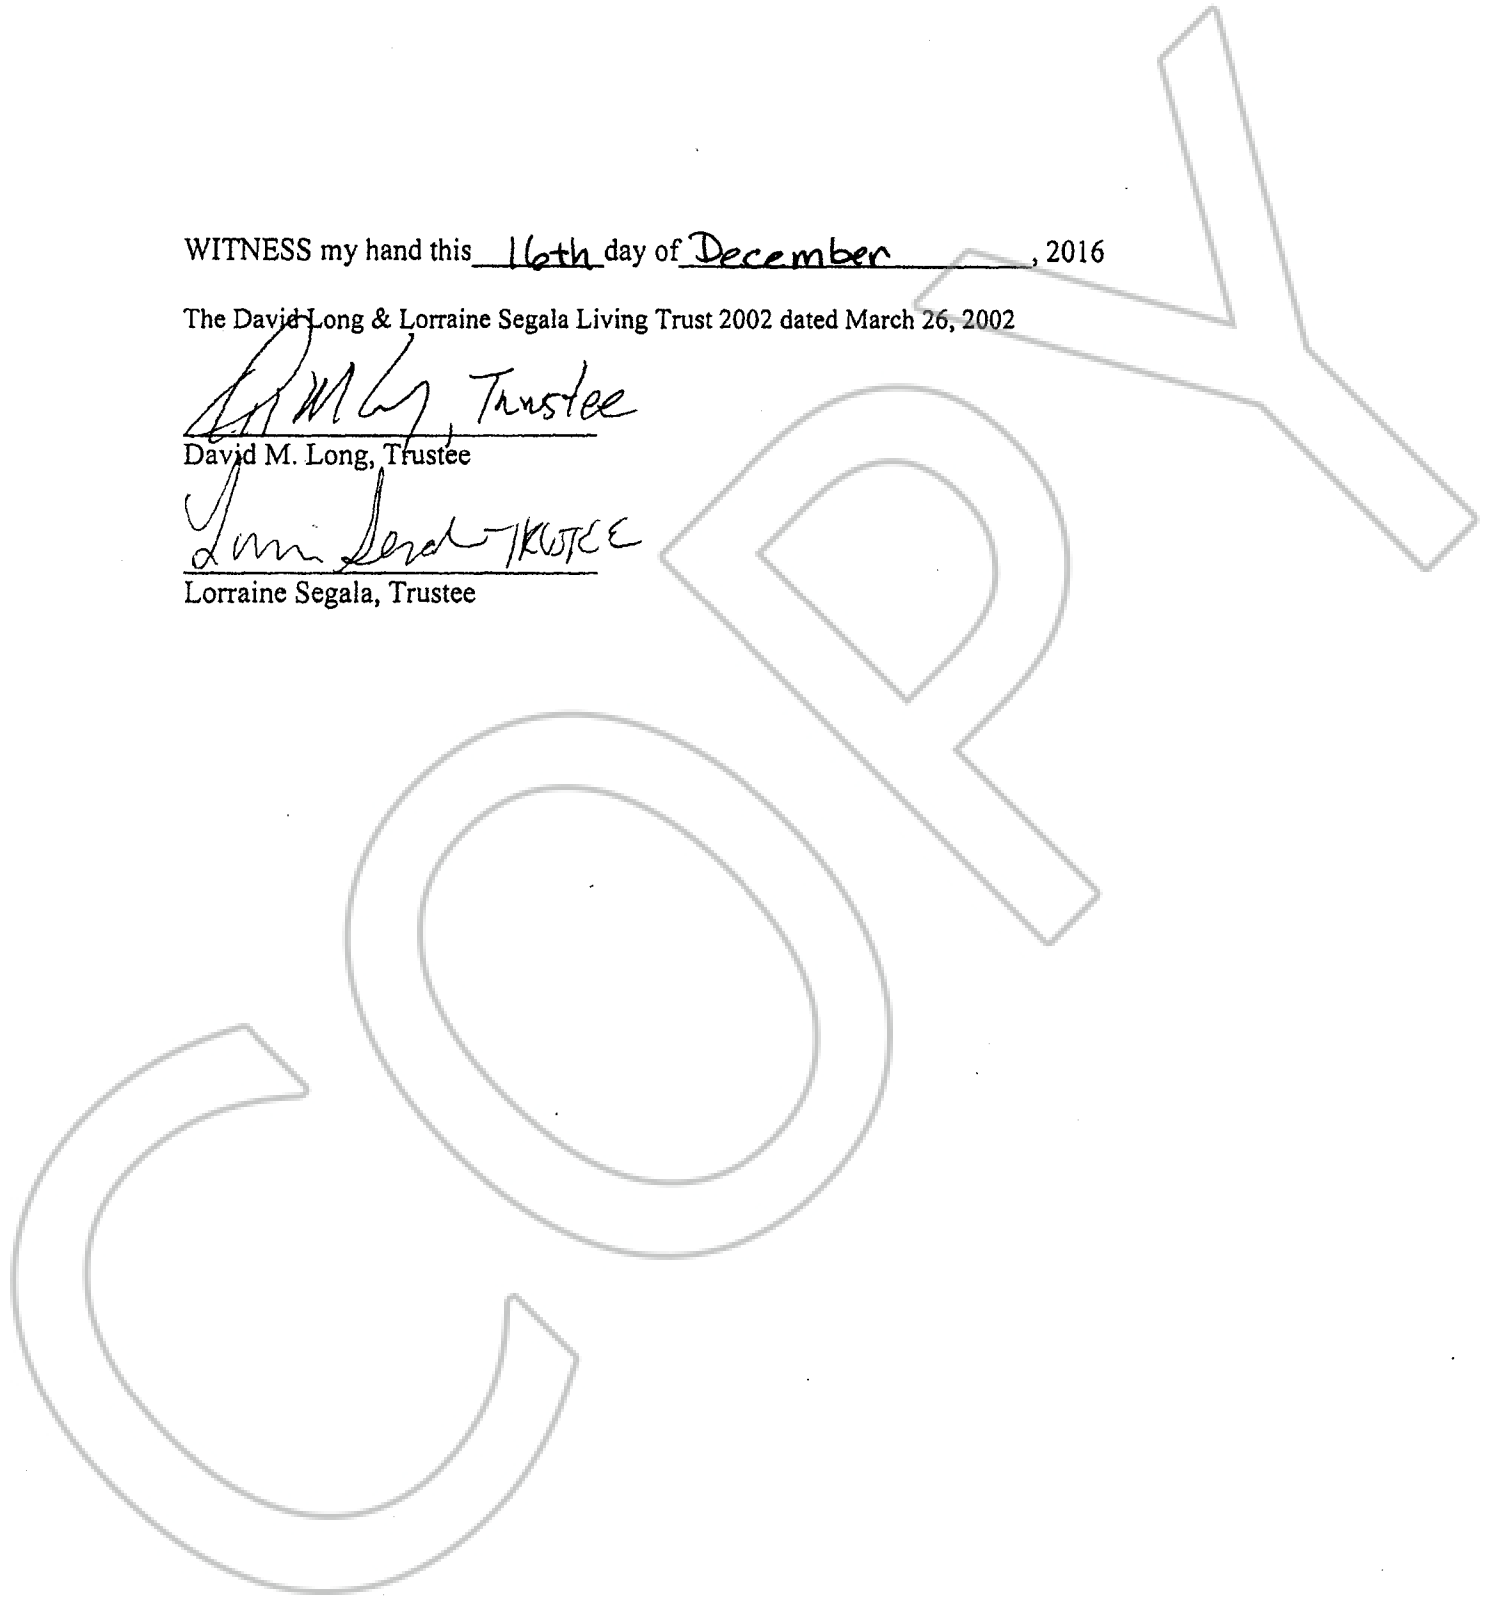 WITNESS my hand this 16th day of December, 2016
The David Long & Lorraine Segala Living Trust 2002 dated March 26, 2002
, Trustee
David M. Long, Trustee
TRUSTEE
Lorraine Segala, Trustee
COPY